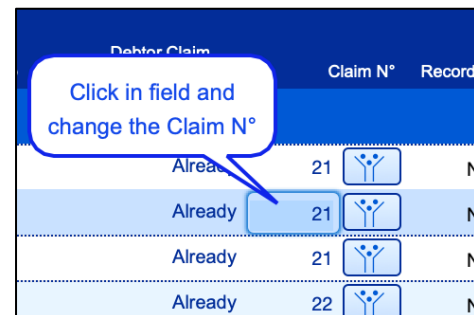 Debtor Claim
Claim N° Record
Click in field and
change the Claim N°
Already 21 N
Already 21 N
Already 21 N
Already 22 N